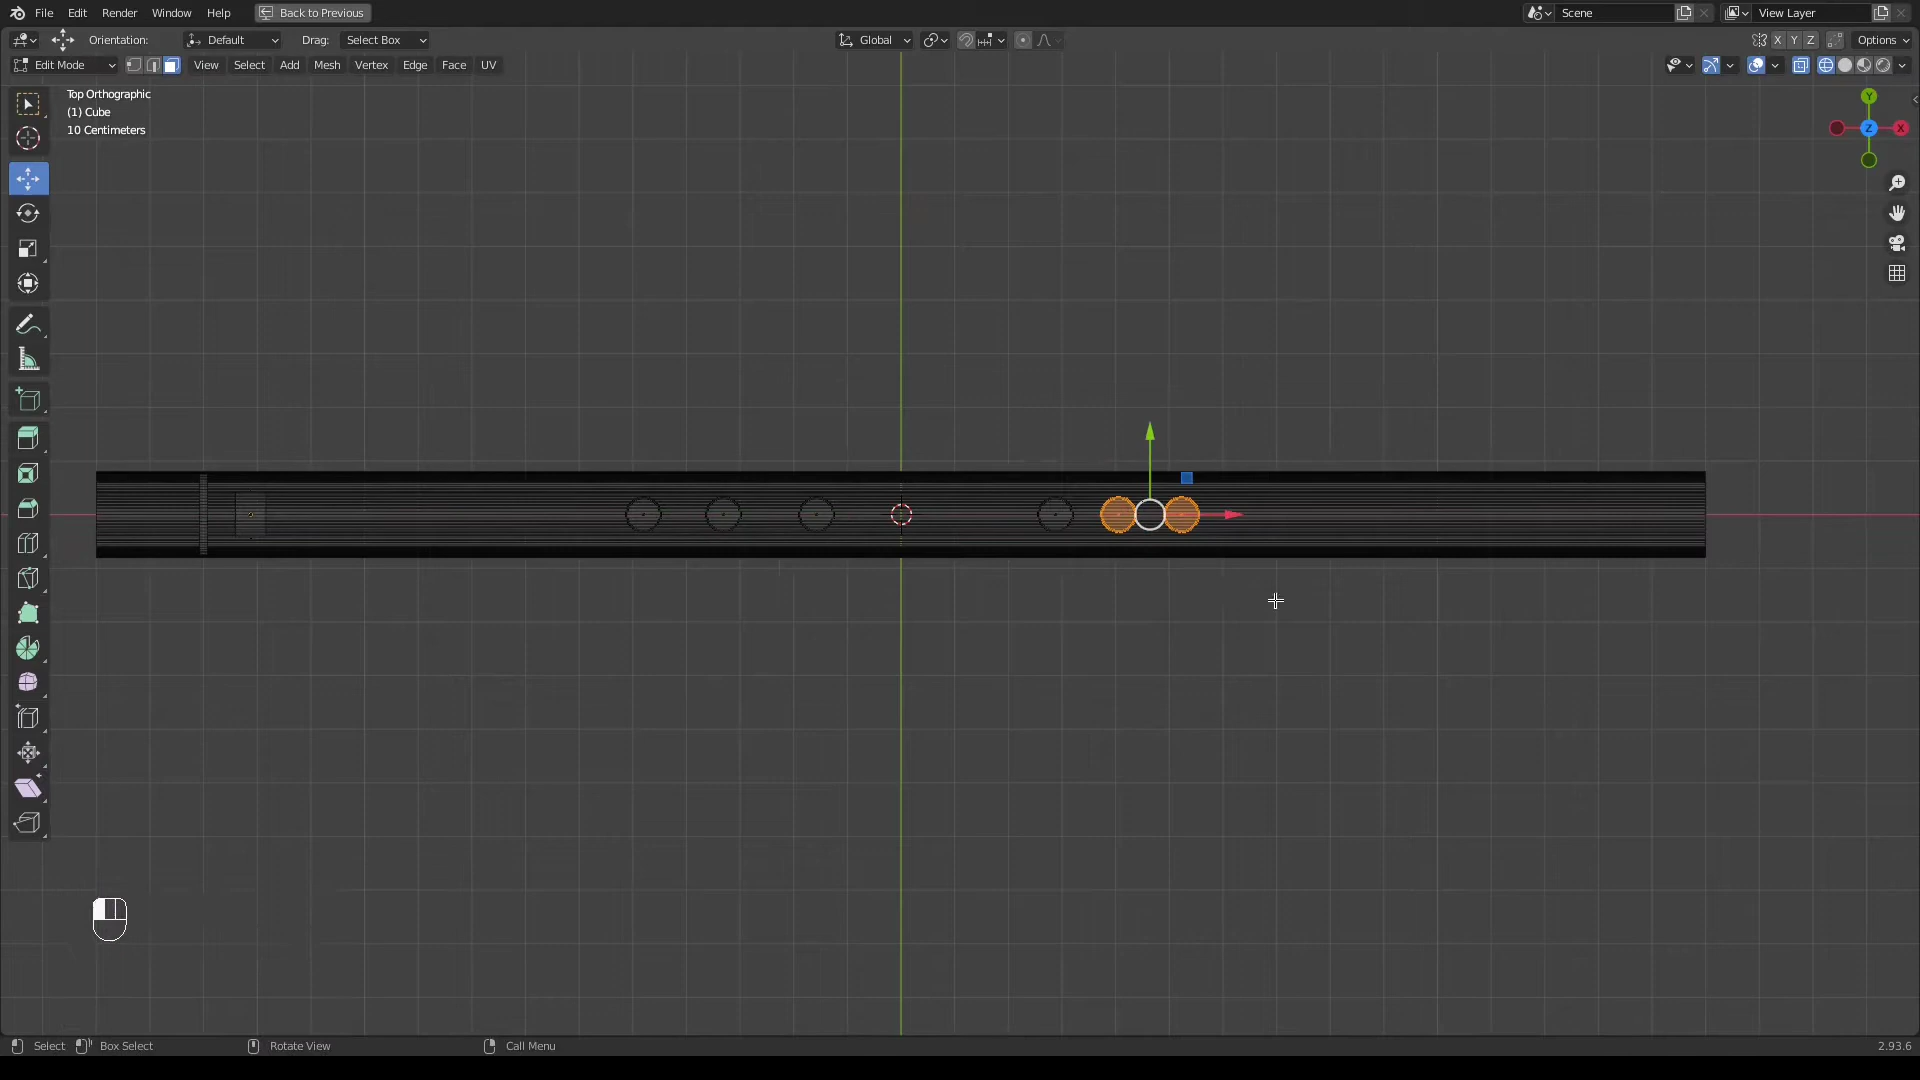 File Edit Render Window Help Back to Previous Scene View Layer
Orientation: Default Drag: Select Box Global X Y Z Options
Edit Mode View Select Add Mesh Vertex Edge Face UV
Top Orthographic
(1) Cube
10 Centimeters
Y
Z
X
Select Box Select Rotate View Call Menu 2.93.6